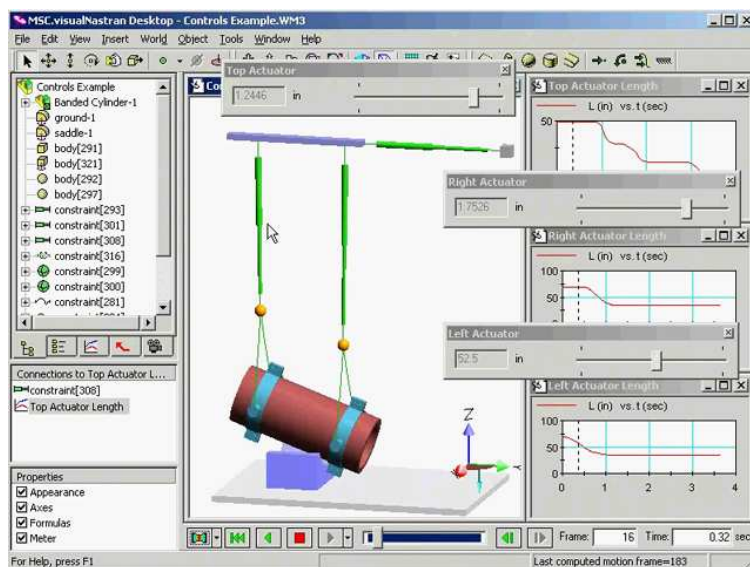 MSC.visualNastran Desktop - Controls Example.WM3
File Edit View Insert World Object Tools Window Help
Controls Example
Banded Cylinder-1
ground-1
saddle-1
body[291]
body[321]
body[292]
body[297]
constraint[293]
constraint[301]
constraint[308]
constraint[316]
constraint[299]
constraint[300]
constraint[281]
Connections to Top Actuator L...
constraint[308]
Top Actuator Length
Properties
Appearance
Axes
Formulas
Meter
Top Actuator
1.2446 in
Z
Top Actuator Length
L (in) vs. t (sec)
50
Right Actuator
1.7526 in
Right Actuator Length
L (in) vs. t (sec)
100
50
0
Left Actuator
52.5 in
Left Actuator Length
L (in) vs. t (sec)
100
50
0
0 1 2 3 4
Frame: 16 Time: 0.32 sec
For Help, press F1
Last computed motion frame=183